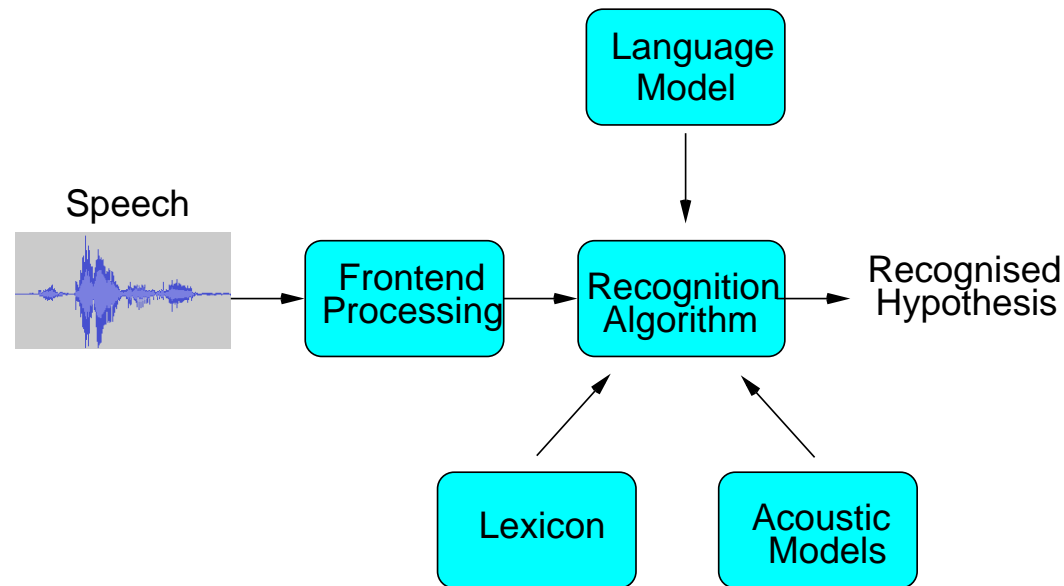 Language
Model
Speech
Frontend
Processing
Recognition
Algorithm
Recognised
Hypothesis
Lexicon
Acoustic
Models